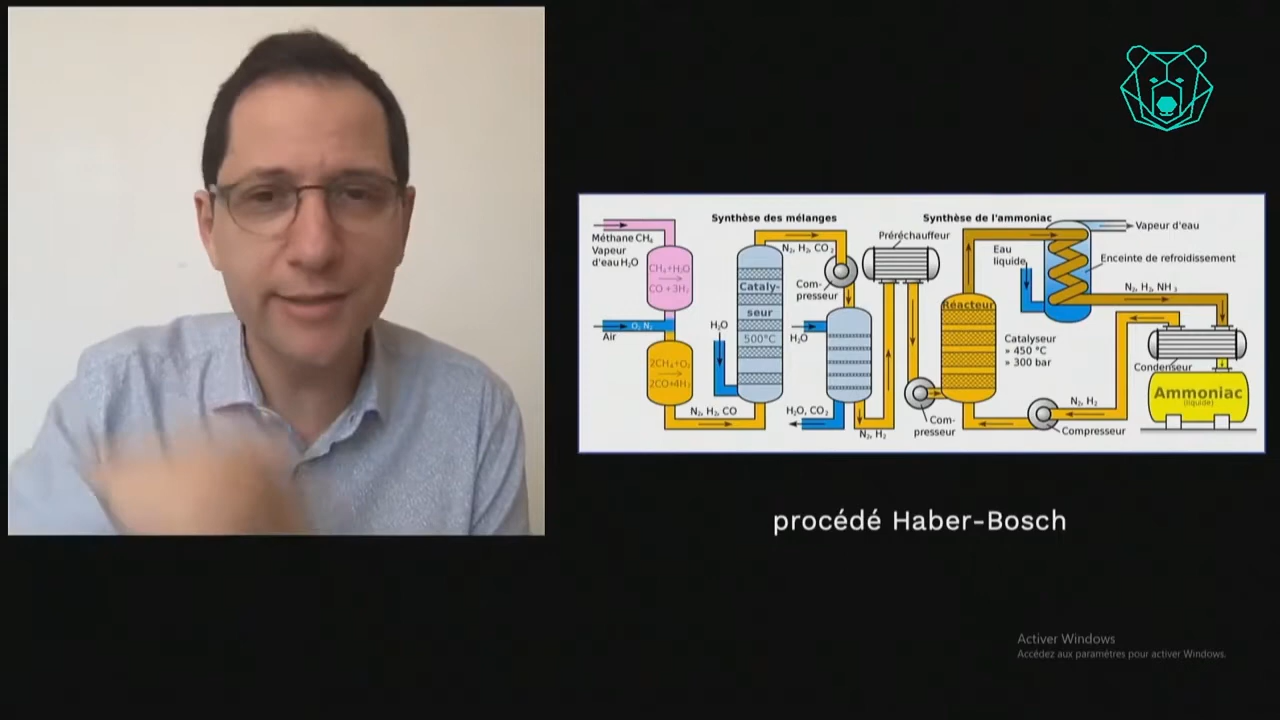 Synthèse des mélanges
Synthèse de l'ammoniac
Méthane CH₄
Vapeur
d'eau H₂O
CH₄+H₂O
CO +3H₂
O₂ N₂
Air
2CH₄+O₂
2CO+4H₂
N₂, H₂, CO
H₂O
Cataly-
seur
500°C
N₂, H₂, CO₂
Com-
presseur
H₂O
H₂O, CO₂
N₂, H₂
Préréchauffeur
Com-
presseur
Réacteur
Catalyseur
» 450 °C
» 300 bar
Eau
liquide
Vapeur d'eau
Enceinte de refroidissement
N₂, H₂, NH₃
Condenseur
Ammoniac
(liquide)
N₂, H₂
Compresseur
procédé Haber-Bosch
Activer Windows
Accédez aux paramètres pour activer Windows.